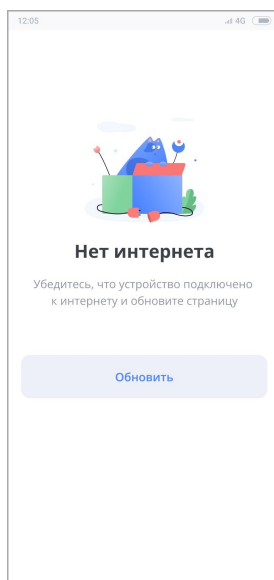 12:05 4G
Нет интернета
Убедитесь, что устройство подключено
к интернету и обновите страницу
Обновить